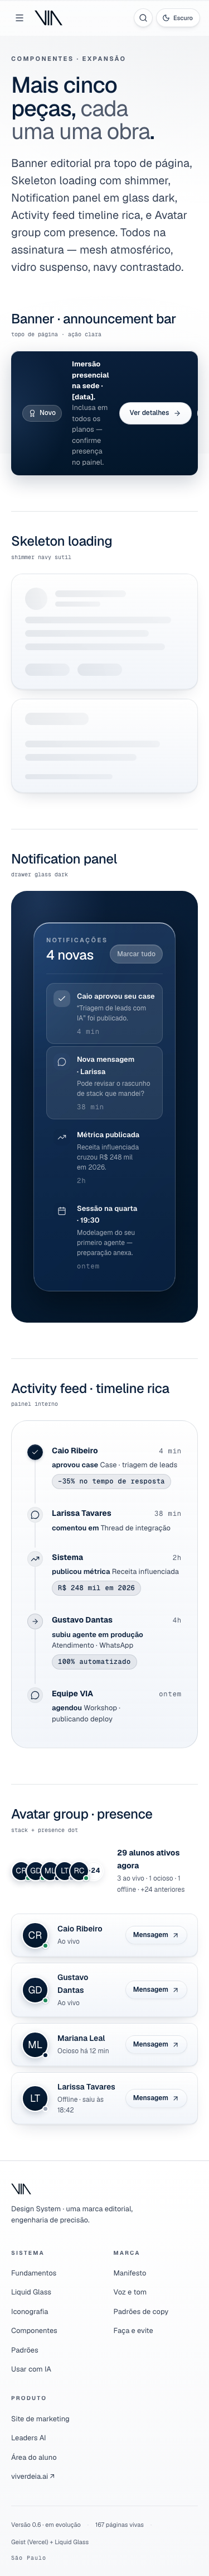 VIA
Escuro
COMPONENTES · EXPANSÃO
Mais cinco
peças, cada
uma uma obra.
Banner editorial pra tipo de página,
Skeleton loading com shimmer,
Notification panel em glass dark,
Activity feed timeline rica, e Avatar
group com presence. Todos na
assinatura — mesh atmosférico,
vidro suspenso, navy contrastado.
Banner · announcement bar
topo de página · ação clara
Novo
Imersão
presencial
na sede ·
[data].
Inclusa em
todos os
planos —
confirme
presença
no painel.
Ver detalhes
Skeleton loading
shimmer navy sutil
Notification panel
drawer glass dark
NOTIFICAÇÕES
4 novas
Marcar tudo
Caio aprovou seu case
"Triagem de leads com
IA" foi publicado.
4 min
Nova mensagem
· Larissa
Pode revisar o rascunho
de stack que mandei?
38 min
Métrica publicada
Receita influenciada
cruzou R$ 248 mil
em 2026.
2h
Sessão na quarta
· 19:30
Modelagem do seu
primeiro agente —
preparação anexa.
ontem
Activity feed · timeline rica
painel interno
Caio Ribeiro
4 min
aprovou case Case · triagem de leads
−35% no tempo de resposta
Larissa Tavares
38 min
comentou em Thread de integração
Sistema
2h
publicou métrica Receita influenciada
R$ 248 mil em 2026
Gustavo Dantas
4h
subiu agente em produção
Atendimento · WhatsApp
100% automatizado
Equipe VIA
ontem
agendou Workshop ·
publicando deploy
Avatar group · presence
stack + presence dot
CR
GD
ML
LT
RC
24
29 alunos ativos
agora
3 ao vivo · 1 ocioso · 1
offline · +24 anteriores
CR
Caio Ribeiro
Ao vivo
Mensagem
GD
Gustavo
Dantas
Ao vivo
Mensagem
ML
Mariana Leal
Ocioso há 12 min
Mensagem
LT
Larissa Tavares
Offline · saiu às
18:42
Mensagem
VIA
Design System · uma marca editorial,
engenharia de precisão.
SISTEMA
Fundamentos
Liquid Glass
Iconografia
Componentes
Padrões
Usar com IA
MARCA
Manifesto
Voz e tom
Padrões de copy
Faça e evite
PRODUTO
Site de marketing
Leaders AI
Área do aluno
viverdeia.ai
Versão 0.6 · em evolução · 167 páginas vivas
Geist (Vercel) + Liquid Glass
São Paulo